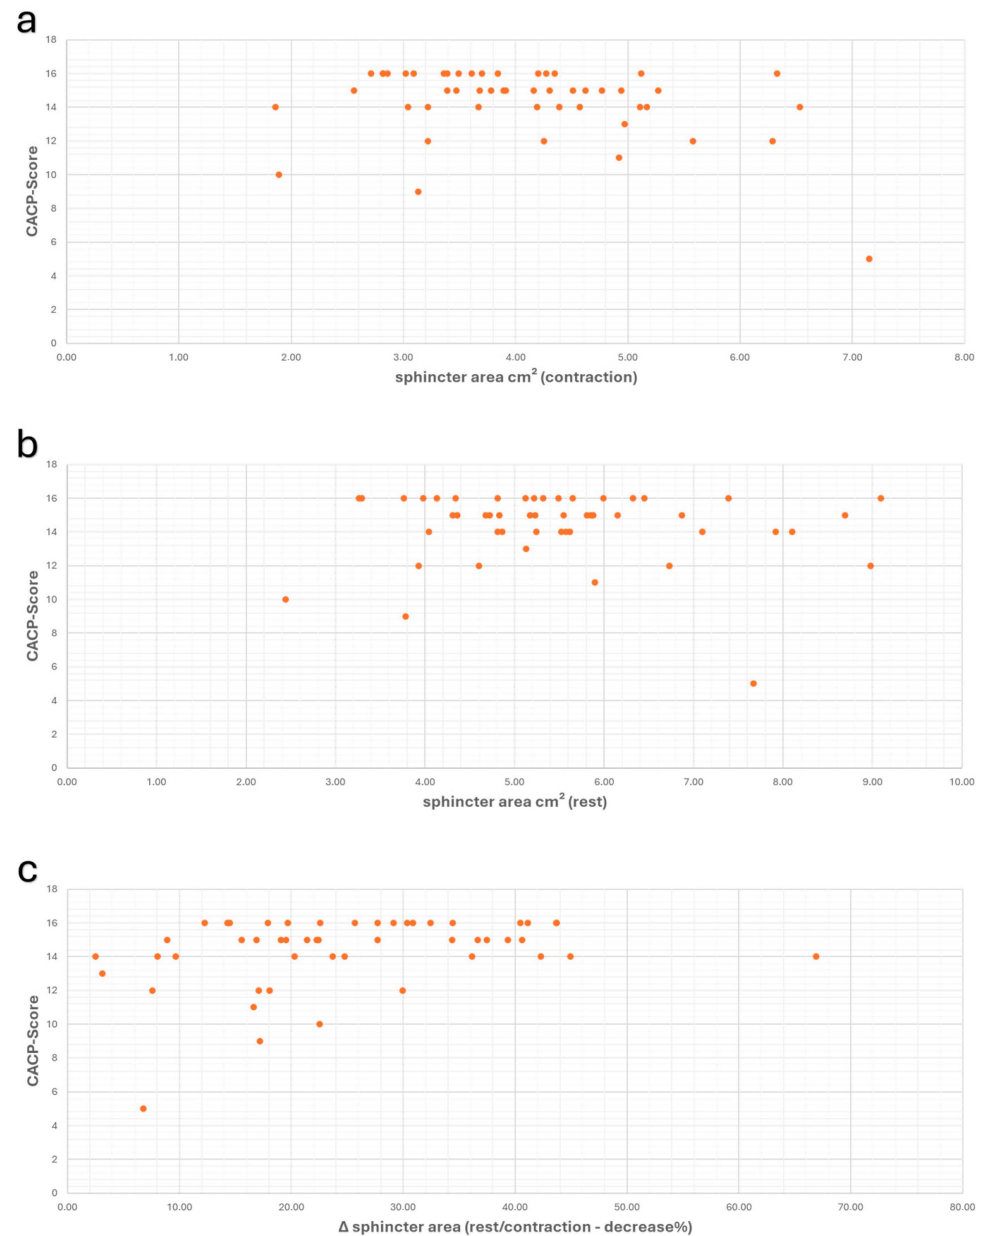 a
18
16
14
12
10
8
6
4
2
0
CACP-Score
0.00 1.00 2.00 3.00 4.00 5.00 6.00 7.00 8.00
sphincter area cm² (contraction)
b
18
16
14
12
10
8
6
4
2
0
CACP-Score
0.00 1.00 2.00 3.00 4.00 5.00 6.00 7.00 8.00 9.00 10.00
sphincter area cm² (rest)
c
18
16
14
12
10
8
6
4
2
0
CACP-Score
0.00 10.00 20.00 30.00 40.00 50.00 60.00 70.00 80.00
Δ sphincter area (rest/contraction - decrease%)